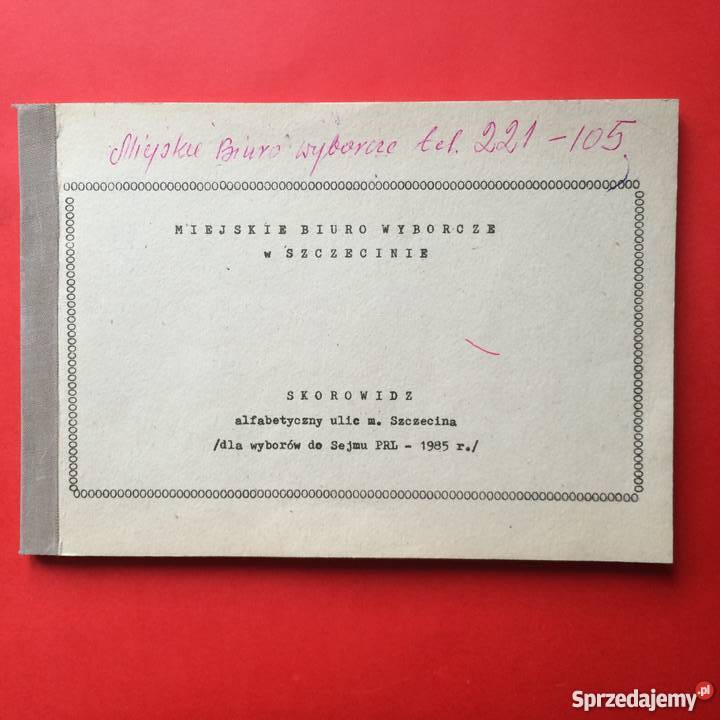 Miejskie Biuro wyborcze tel. 221-105
MIEJSKIE BIURO WYBORCZE
w SZCZECINIE
SKOROWIDZ
alfabetyczny ulic m. Szczecina
/dla wyborów do Sejmu PRL - 1985 r./
Sprzedajemy.pl